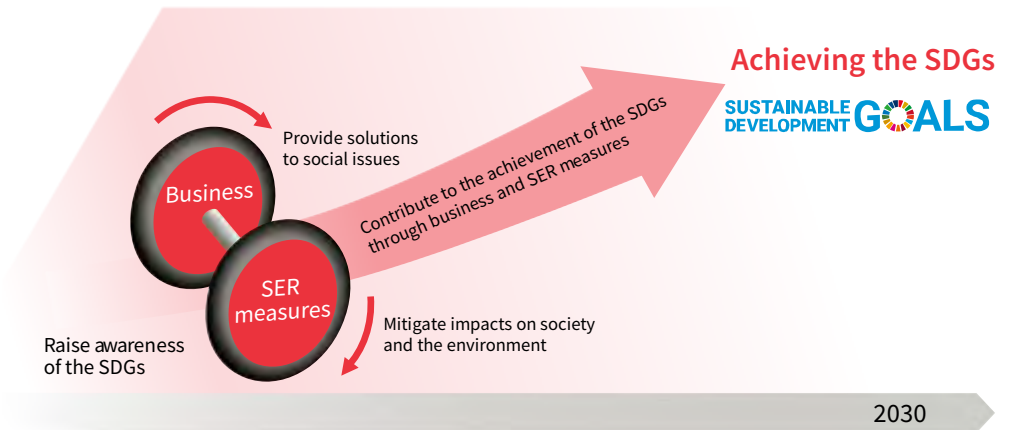 Achieving the SDGs
SUSTAINABLE
DEVELOPMENT
GOALS
Provide solutions
to social issues
Business
Contribute to the achievement of the SDGs
through business and SER measures
SER
measures
Mitigate impacts on society
and the environment
Raise awareness
of the SDGs
2030